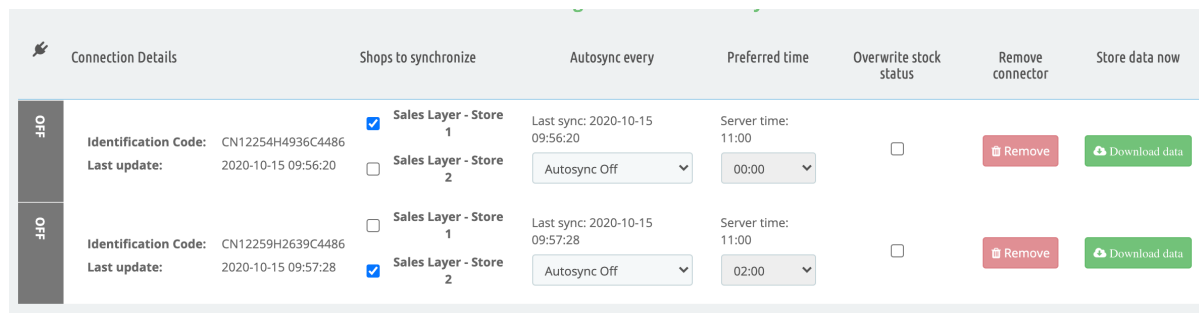 Connection Details
Shops to synchronize
Autosync every
Preferred time
Overwrite stock
status
Remove
connector
Store data now
OFF
Identification Code: CN12254H4936C4486
Last update: 2020-10-15 09:56:20
Sales Layer - Store
1
Sales Layer - Store
2
Last sync: 2020-10-15
09:56:20
Autosync Off
Server time:
11:00
00:00
Remove
Download data
OFF
Identification Code: CN12259H2639C4486
Last update: 2020-10-15 09:57:28
Sales Layer - Store
1
Sales Layer - Store
2
Last sync: 2020-10-15
09:57:28
Autosync Off
Server time:
11:00
02:00
Remove
Download data